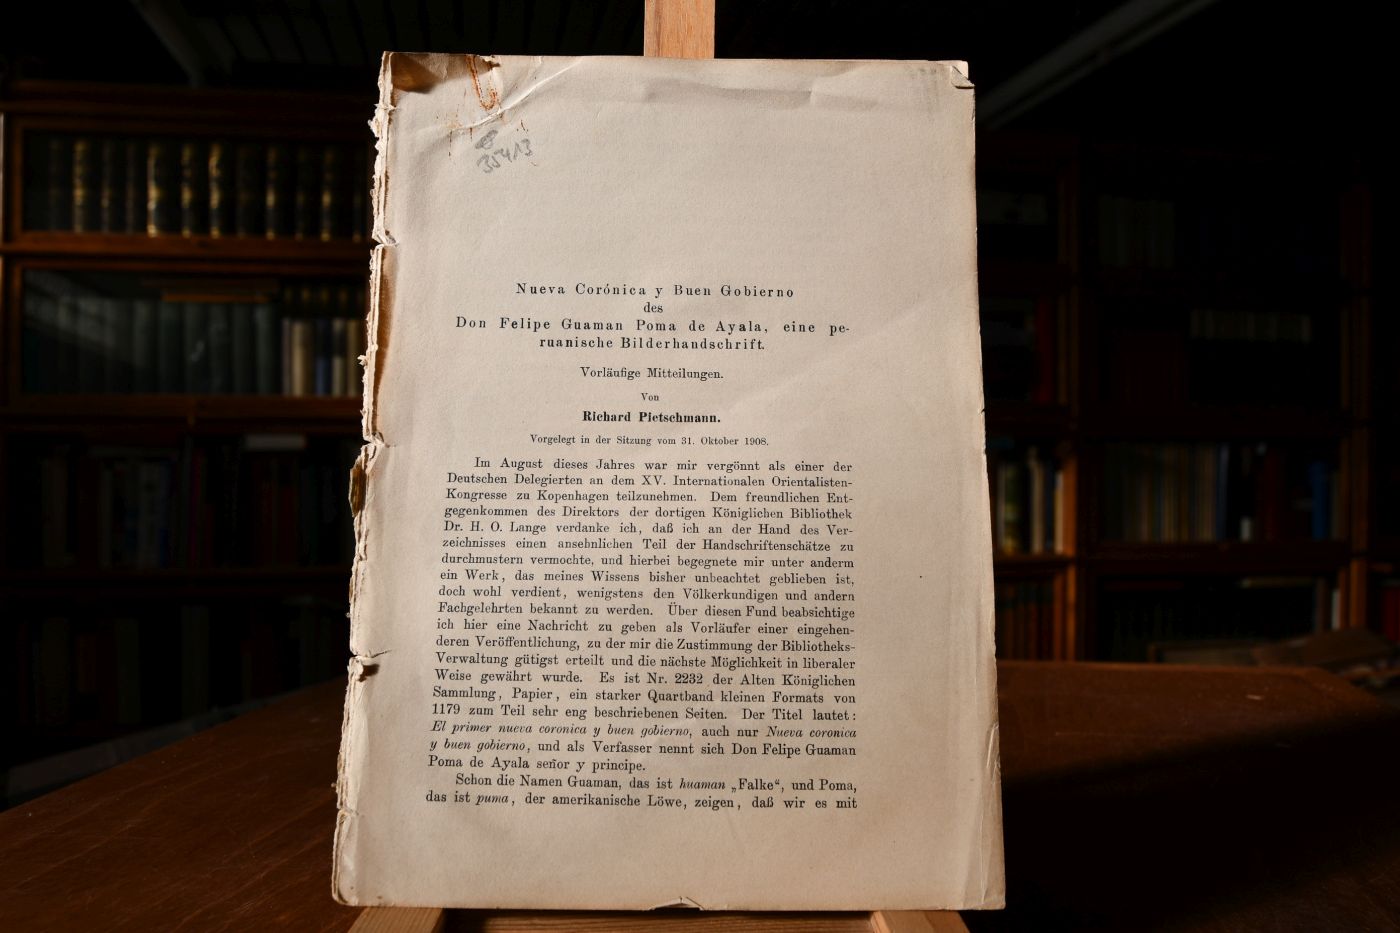 35413
Nueva Corónica y Buen Gobierno
des
Don Felipe Guaman Poma de Ayala, eine pe-
ruanische Bilderhandschrift.
Vorläufige Mitteilungen.
Von
Richard Pietschmann.
Vorgelegt in der Sitzung vom 31. Oktober 1908.
Im August dieses Jahres war mir vergönnt als einer der
Deutschen Delegierten an dem XV. Internationalen Orientalisten-
Kongresse zu Kopenhagen teilzunehmen. Dem freundlichen Ent-
gegenkommen des Direktors der dortigen Königlichen Bibliothek
Dr. H. O. Lange verdanke ich, daß ich an der Hand des Ver-
zeichnisses einen ansehnlichen Teil der Handschriftenschätze zu
durchmustern vermochte, und hierbei begegnete mir unter anderm
ein Werk, das meines Wissens bisher unbeachtet geblieben ist,
doch wohl verdient, wenigstens den Völkerkundigen und andern
Fachgelehrten bekannt zu werden. Über diesen Fund beabsichtige
ich hier eine Nachricht zu geben als Vorläufer einer eingehen-
deren Veröffentlichung, zu der mir die Zustimmung der Bibliotheks-
Verwaltung gütigst erteilt und die nächste Möglichkeit in liberaler
Weise gewährt wurde. Es ist Nr. 2232 der Alten Königlichen
Sammlung, Papier, ein starker Quartband kleinen Formats von
1179 zum Teil sehr eng beschriebenen Seiten. Der Titel lautet:
El primer nueva coronica y buen gobierno, auch nur Nueva coronica
y buen gobierno, und als Verfasser nennt sich Don Felipe Guaman
Poma de Ayala señor y principe.
Schon die Namen Guaman, das ist huaman „Falke“, und Poma,
das ist puma, der amerikanische Löwe, zeigen, daß wir es mit